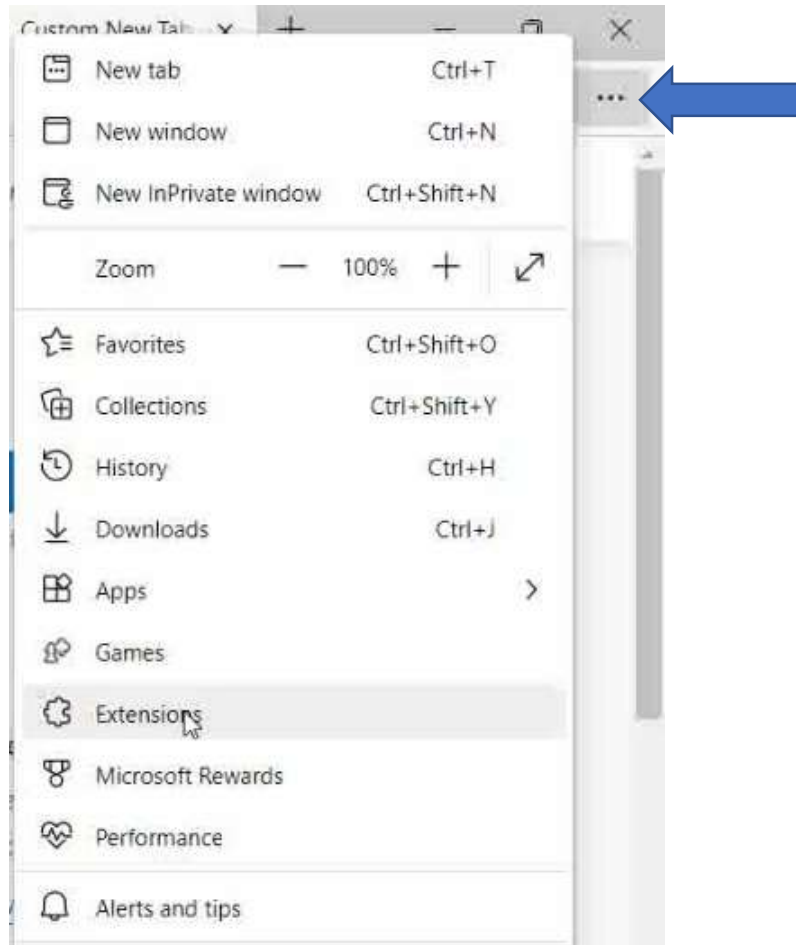 Custom New Tab
New tab Ctrl+T
New window Ctrl+N
New InPrivate window Ctrl+Shift+N
Zoom — 100% +
Favorites Ctrl+Shift+O
Collections Ctrl+Shift+Y
History Ctrl+H
Downloads Ctrl+J
Apps
Games
Extensions
Microsoft Rewards
Performance
Alerts and tips